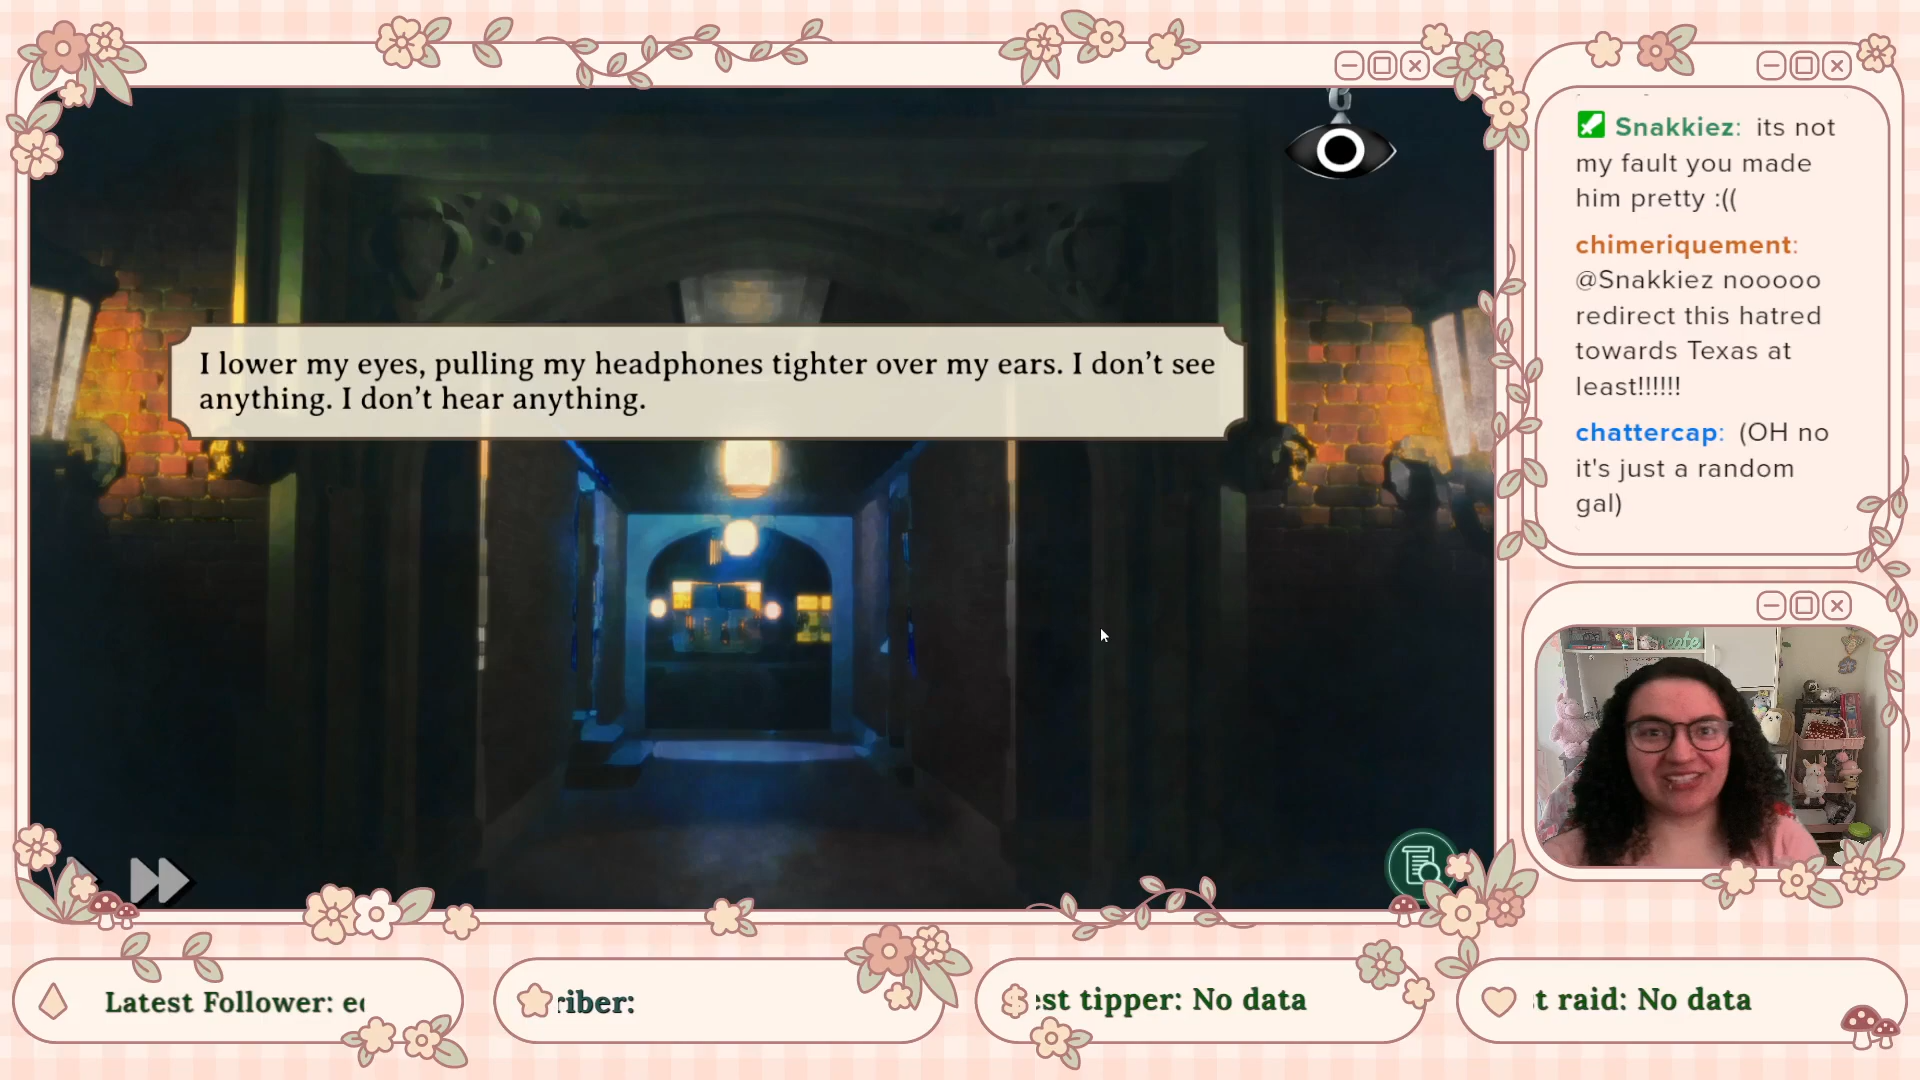 I lower my eyes, pulling my headphones tighter over my ears. I don't see
anything. I don't hear anything.
Snakkiez: its not
my fault you made
him pretty :((
chimeriquement:
@Snakkiez nooooo
redirect this hatred
towards Texas at
least!!!!!!
chattercap: (OH no
it's just a random
gal)
create
Latest Follower:
riber:
est tipper: No data
t raid: No data